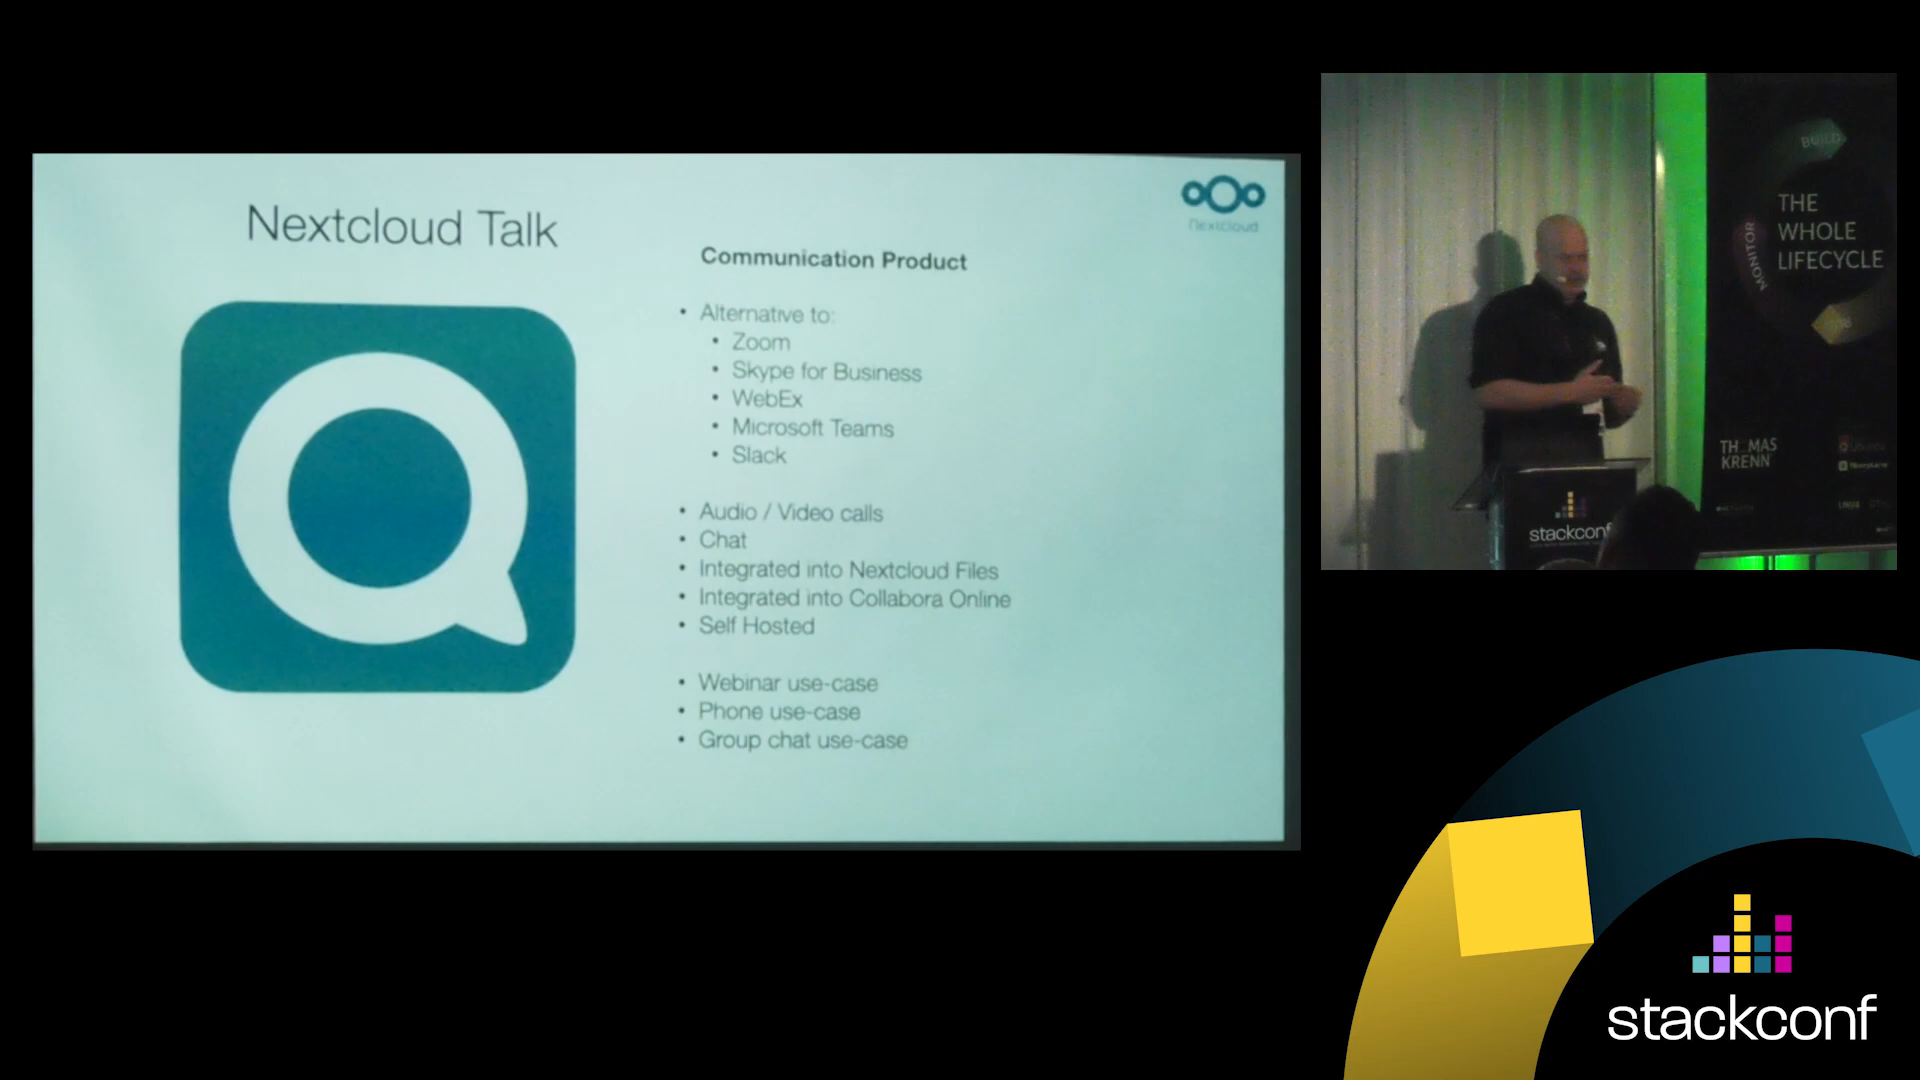 Nextcloud Talk
Nextcloud
Communication Product
• Alternative to:
• Zoom
• Skype for Business
• WebEx
• Microsoft Teams
• Slack
• Audio / Video calls
• Chat
• Integrated into Nextcloud Files
• Integrated into Collabora Online
• Self Hosted
• Webinar use-case
• Phone use-case
• Group chat use-case
BUILD
THE
WHOLE
LIFECYCLE
MONITOR
TH...MAS
KRENN
stackconf
stackconf